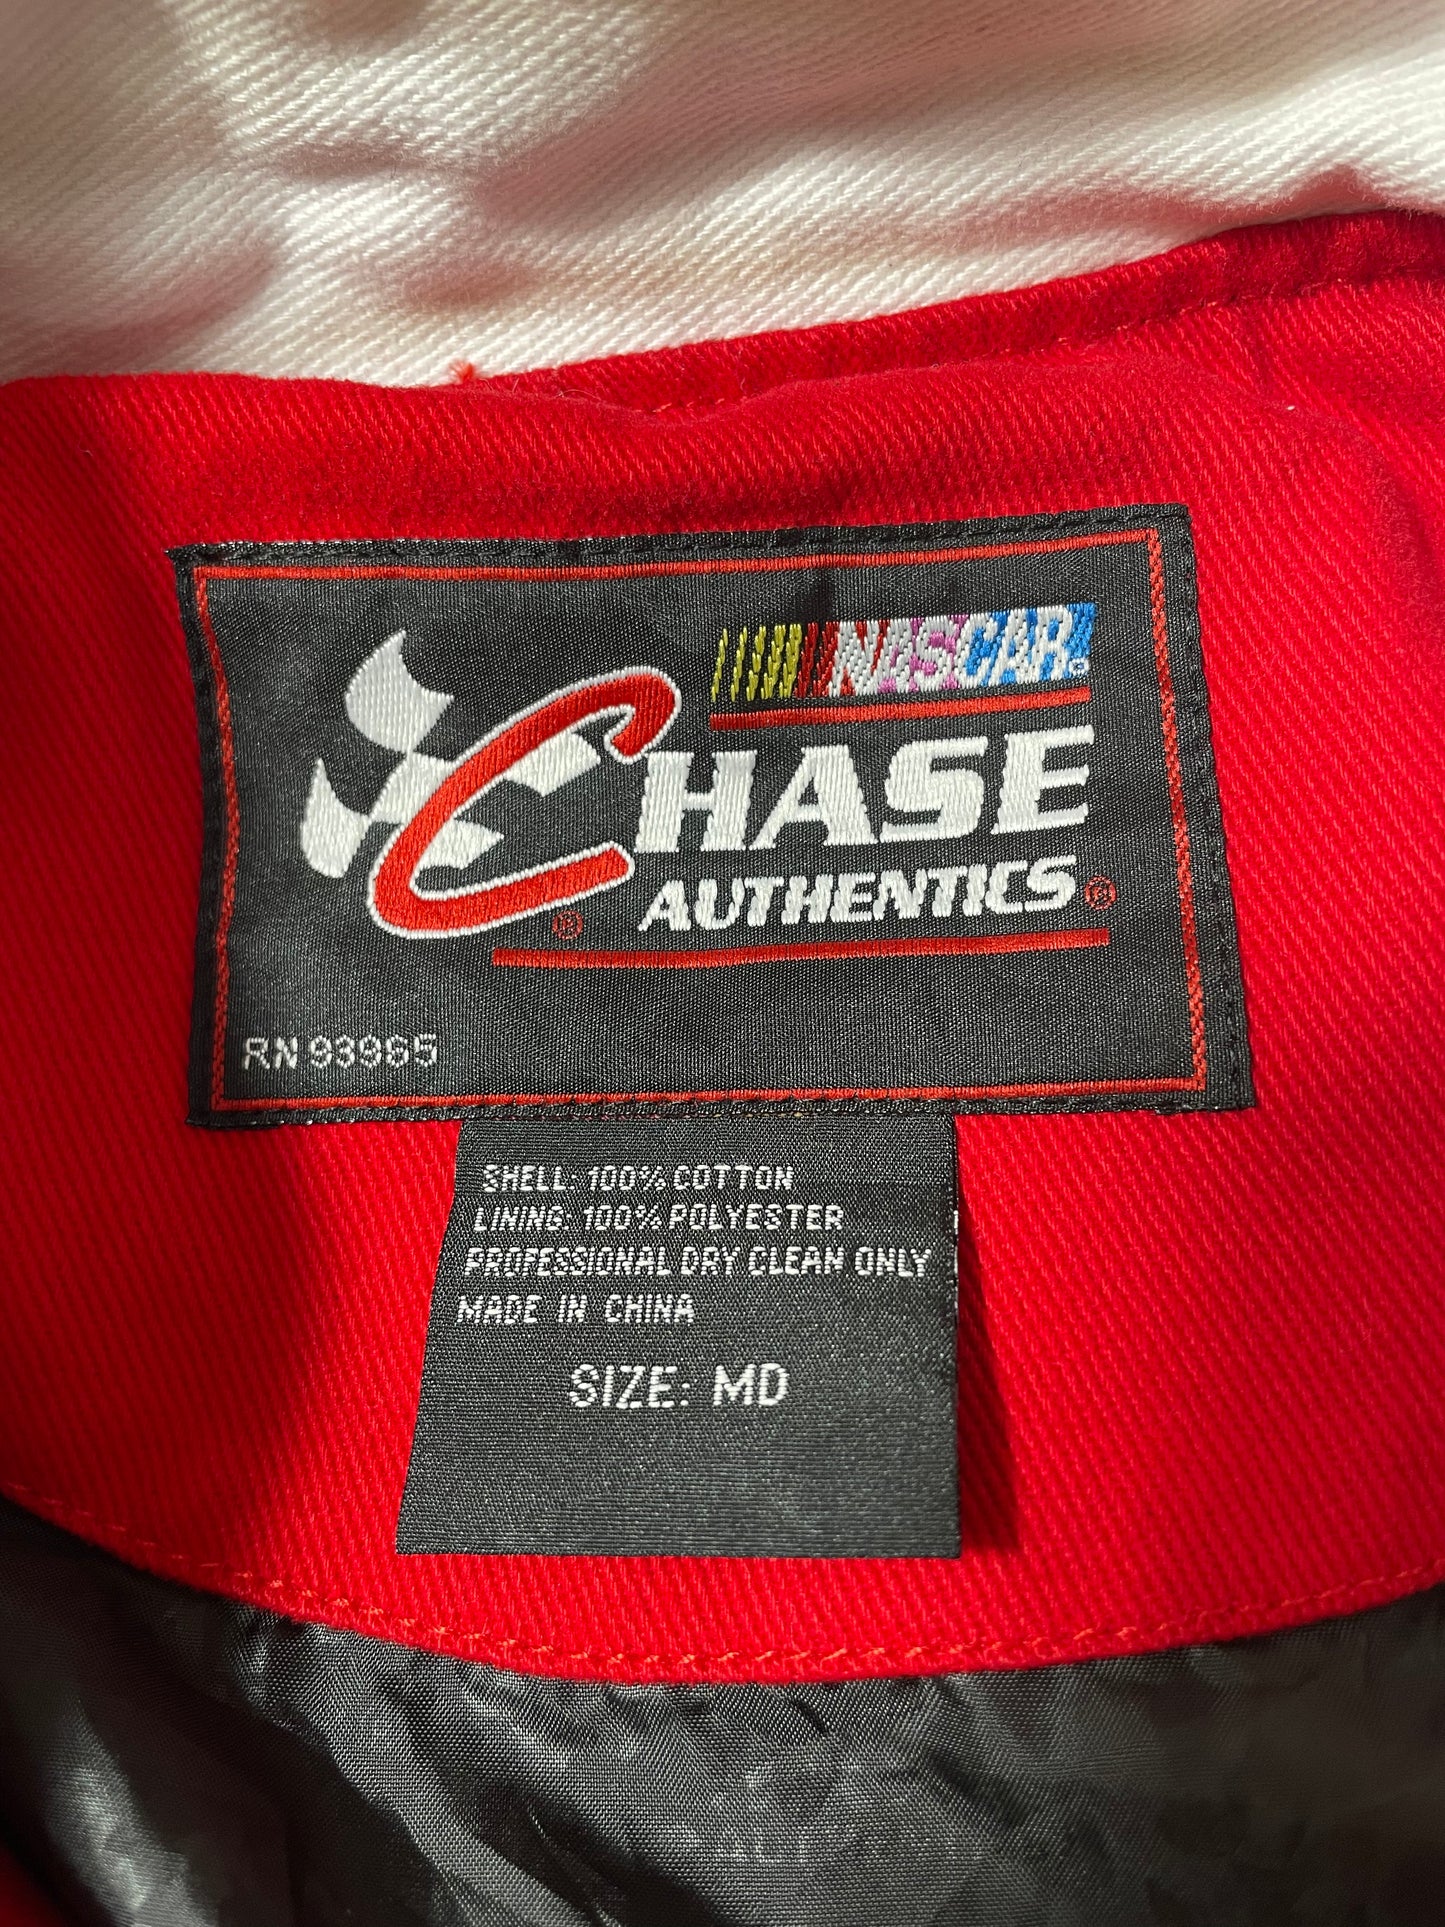 NASCAR®
CHASE
AUTHENTICS®
®
RN 93985
SHELL: 100% COTTON
LINING: 100% POLYESTER
PROFESSIONAL DRY CLEAN ONLY
MADE IN CHINA
SIZE: MD